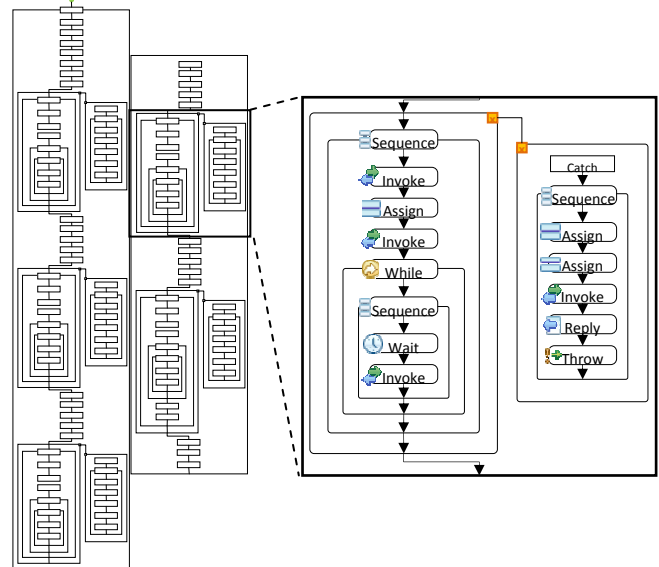 Sequence
Invoke
Assign
Invoke
While
Sequence
Wait
Invoke
Catch
Sequence
Assign
Assign
Invoke
Reply
Throw